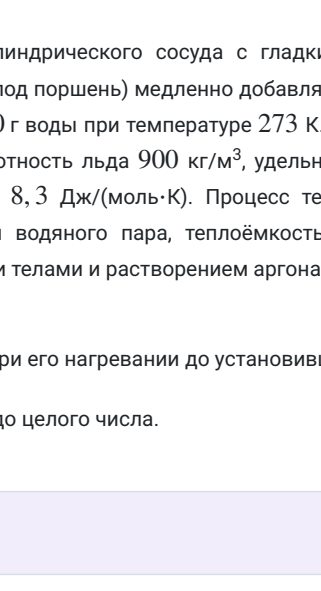 линдрического сосуда с гладки
под поршень) медленно добавля
0 г воды при температуре 273 К.
отность льда 900 кг/м³, удельн
8, 3 Дж/(моль·К). Процесс те
и водяного пара, теплоёмкость
и телами и растворением аргона
ри его нагревании до установивш
до целого числа.